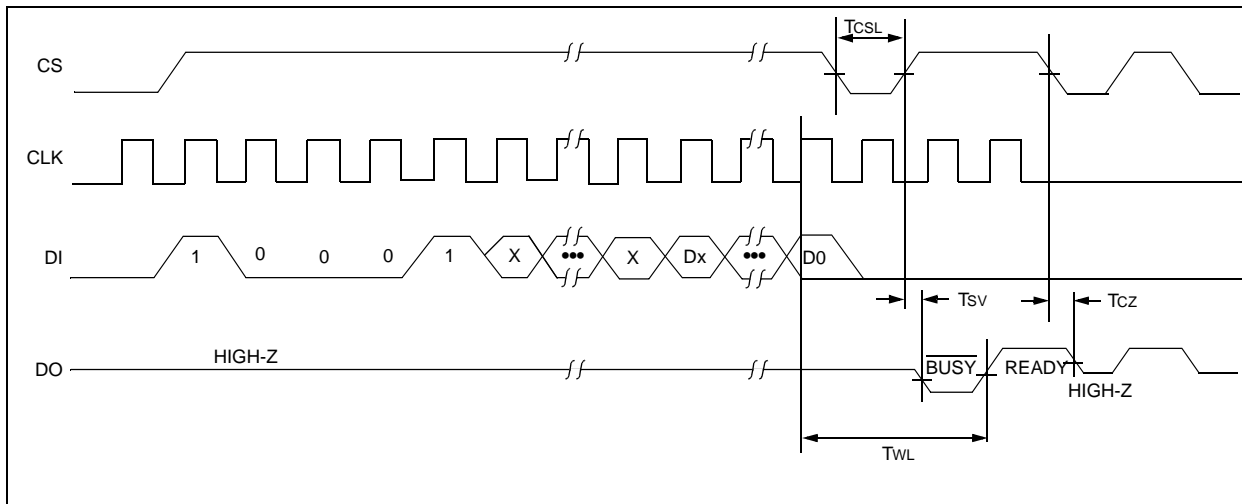 TCSL
CS
CLK
DI 1 0 0 0 1 X ••• X Dx ••• D0
TSV TCZ
HIGH-Z
DO BUSY READY
HIGH-Z
TWL